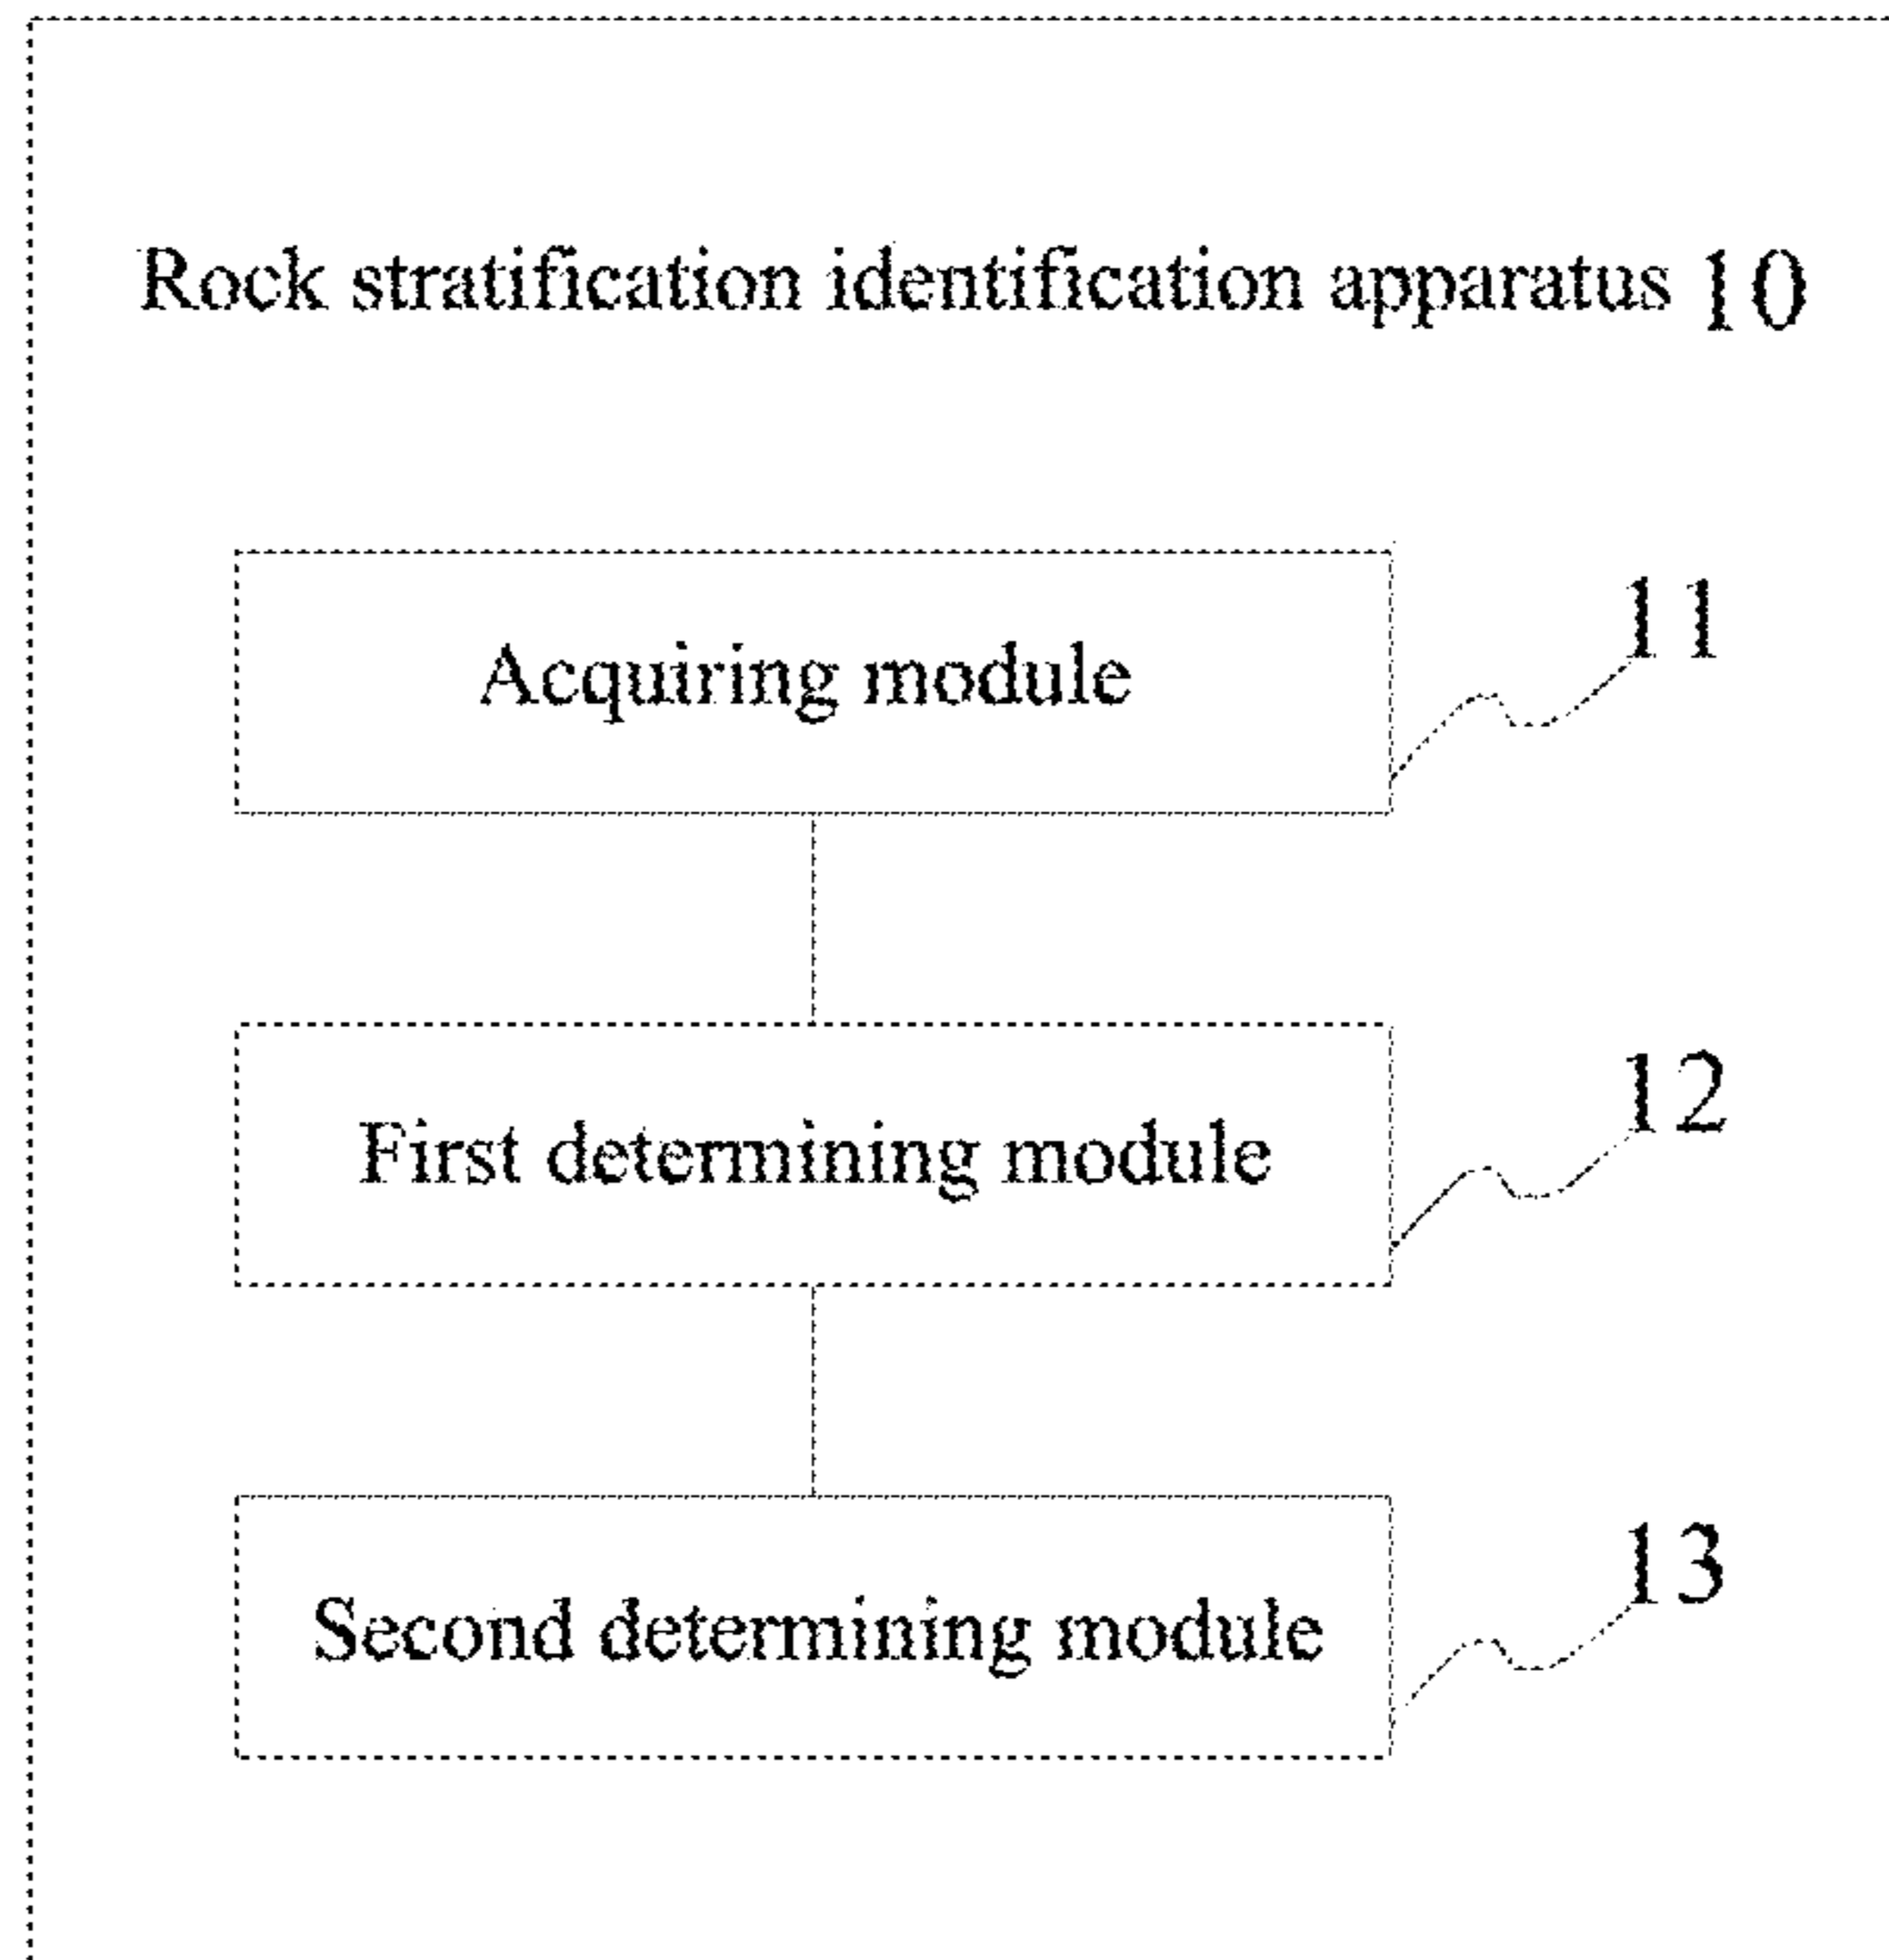 Rock stratification identification apparatus 10
11
Acquiring module
12
First determining module
13
Second determining module